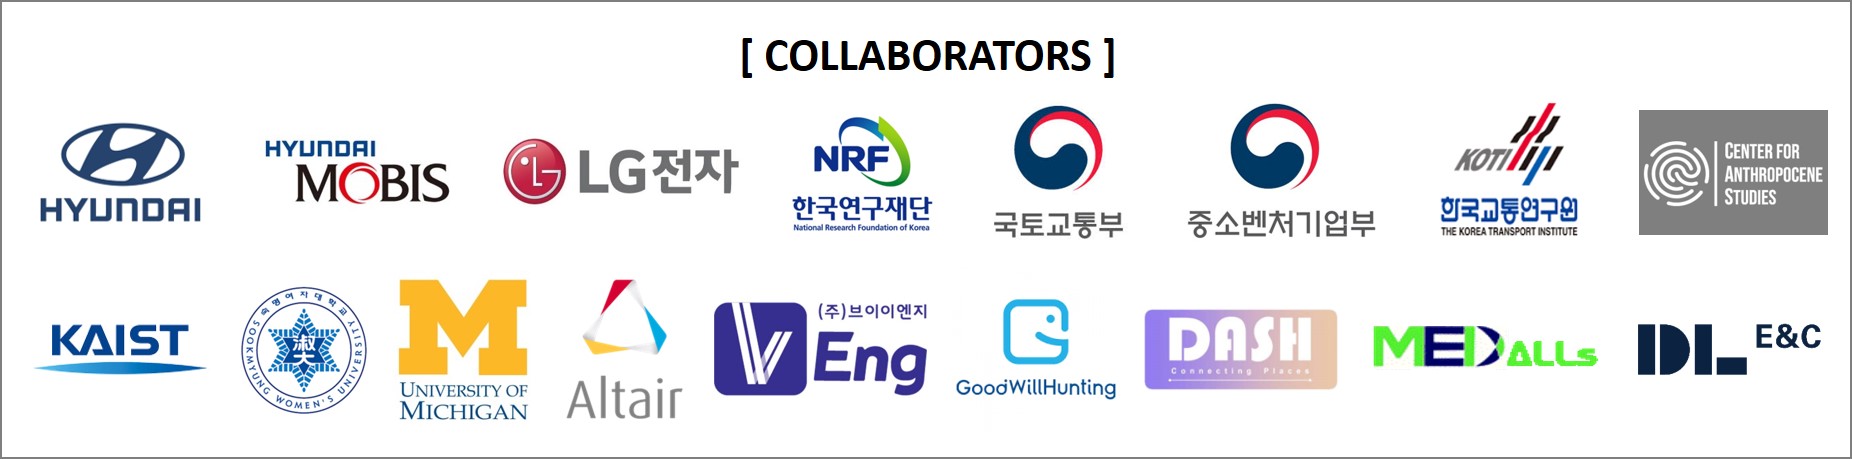 [ COLLABORATORS ]
HYUNDAI
HYUNDAI
MOBIS
LG전자
NRF
한국연구재단
National Research Foundation of Korea
국토교통부
중소벤처기업부
KOTI
한국교통연구원
THE KOREA TRANSPORT INSTITUTE
CENTER FOR
ANTHROPOCENE
STUDIES
KAIST
숙명여자대학교
淑大
SOOKMYUNG WOMEN'S UNIVERSITY
M
UNIVERSITY OF
MICHIGAN
Altair
V
(주)브이이엔지
Eng
GoodWillHunting
DASH
Connecting Places
MEDALLS
DL E&C